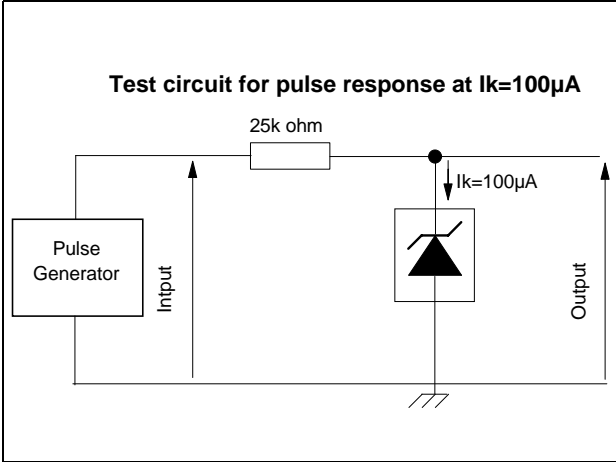 Test circuit for pulse response at Ik=100µA
25k ohm
Ik=100µA
Pulse
Generator
Intput
Output